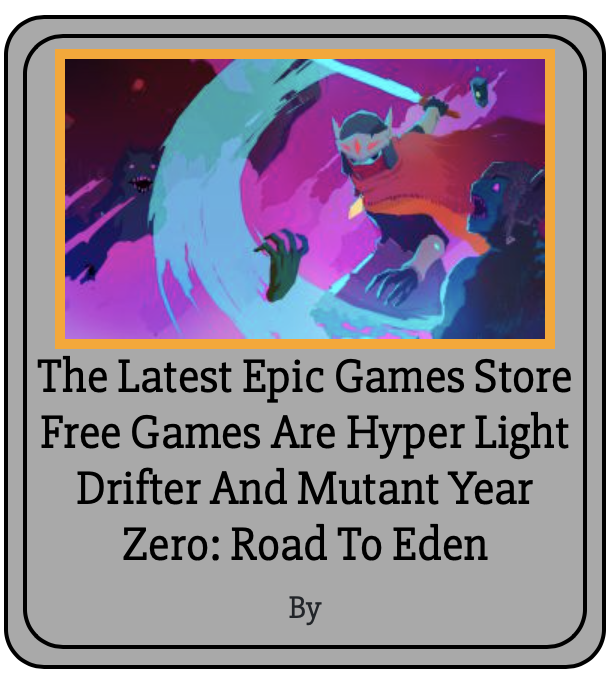 The Latest Epic Games Store
Free Games Are Hyper Light
Drifter And Mutant Year
Zero: Road To Eden
By